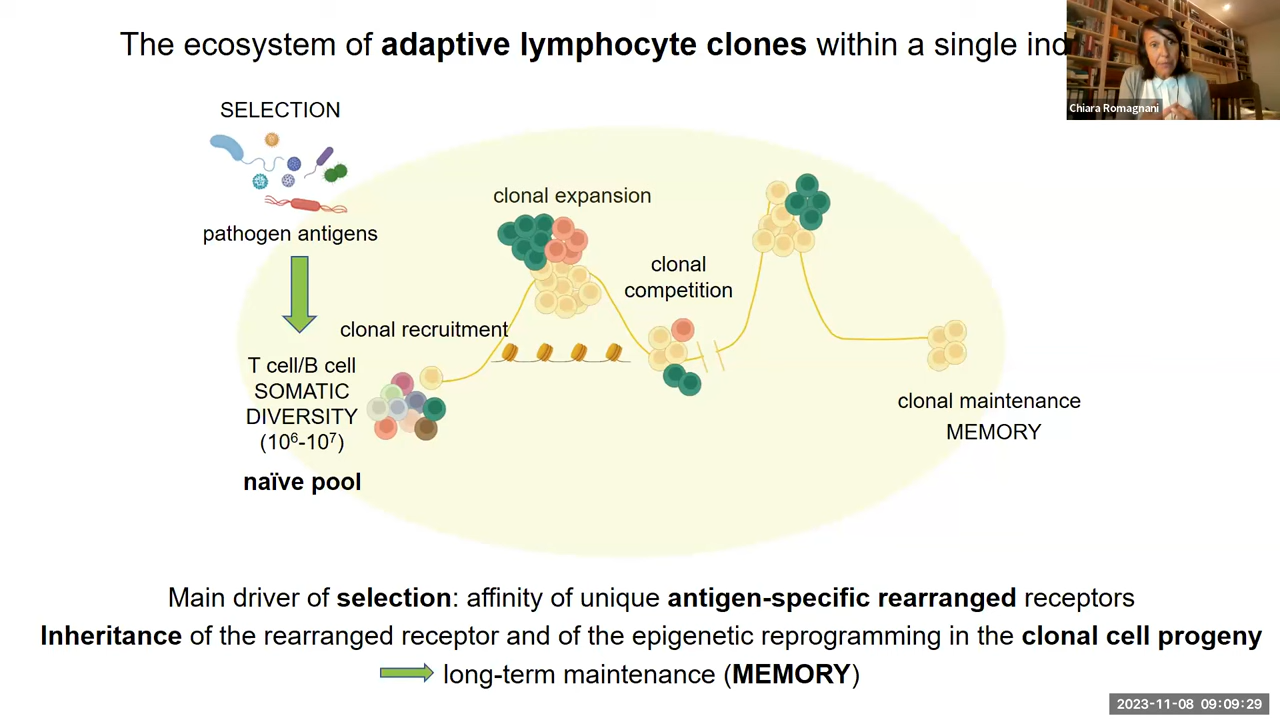 The ecosystem of adaptive lymphocyte clones within a single
Chiara Romagnani
SELECTION
pathogen antigens
clonal expansion
clonal
competition
clonal recruitment
T cell/B cell
SOMATIC
DIVERSITY
(10⁶-10⁷)
naïve pool
clonal maintenance
MEMORY
Main driver of selection: affinity of unique antigen-specific rearranged receptors
Inheritance of the rearranged receptor and of the epigenetic reprogramming in the clonal cell progeny
long-term maintenance (MEMORY)
2023-11-08 09:09:29